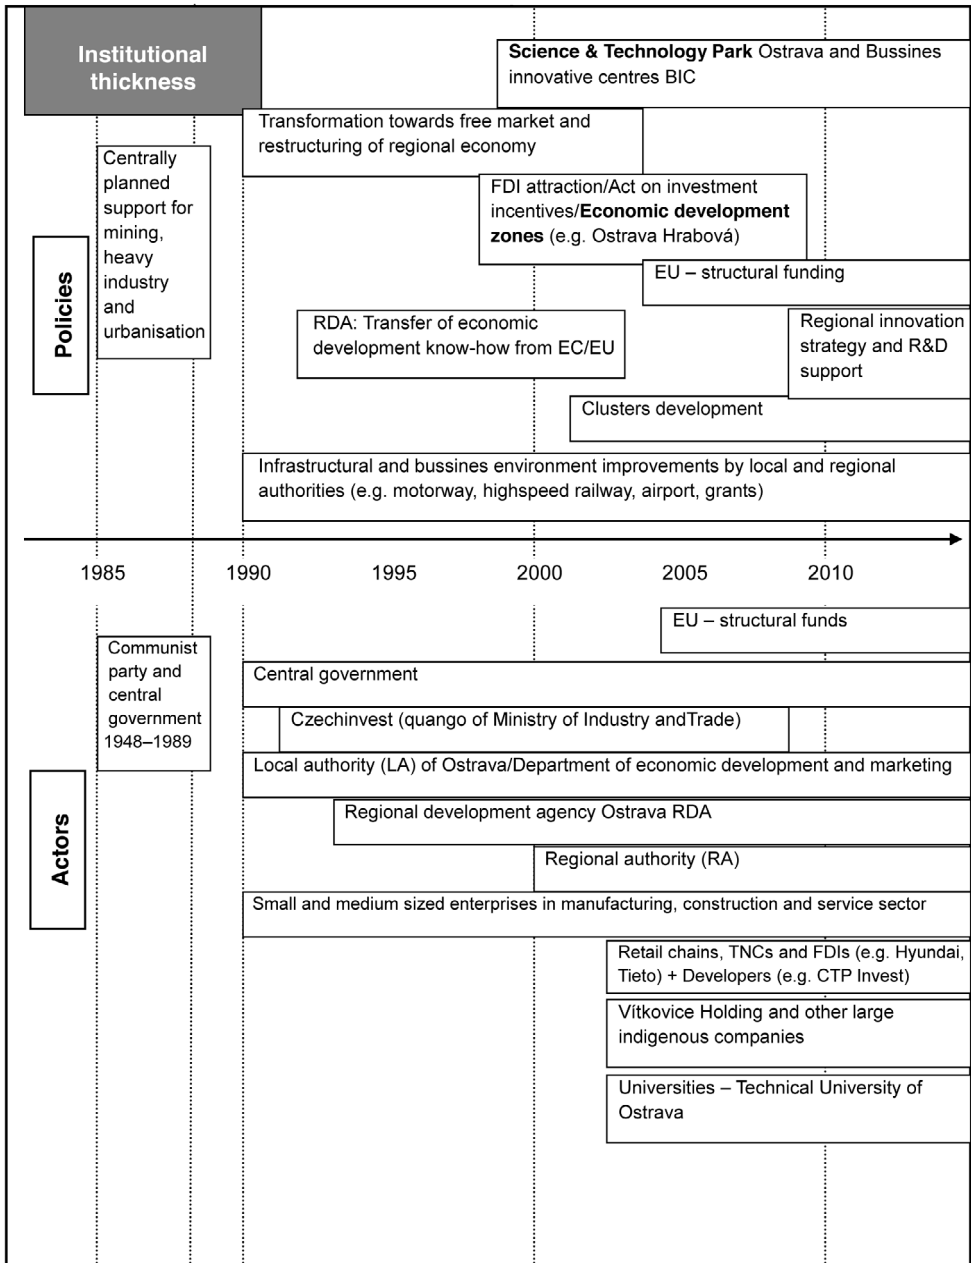 Institutional
thickness
Science & Technology Park Ostrava and Bussines
innovative centres BIC
Transformation towards free market and
restructuring of regional economy
Centrally
planned
support for
mining,
heavy
industry
and
urbanisation
FDI attraction/Act on investment
incentives/Economic development
zones (e.g. Ostrava Hrabová)
Policies
EU – structural funding
RDA: Transfer of economic
development know-how from EC/EU
Regional innovation
strategy and R&D
support
Clusters development
Infrastructural and bussines environment improvements by local and regional
authorities (e.g. motorway, highspeed railway, airport, grants)
1985 1990 1995 2000 2005 2010
EU – structural funds
Communist
party and
central
government
1948–1989
Central government
Czechinvest (quango of Ministry of Industry andTrade)
Local authority (LA) of Ostrava/Department of economic development and marketing
Actors
Regional development agency Ostrava RDA
Regional authority (RA)
Small and medium sized enterprises in manufacturing, construction and service sector
Retail chains, TNCs and FDIs (e.g. Hyundai,
Tieto) + Developers (e.g. CTP Invest)
Vítkovice Holding and other large
indigenous companies
Universities – Technical University of
Ostrava